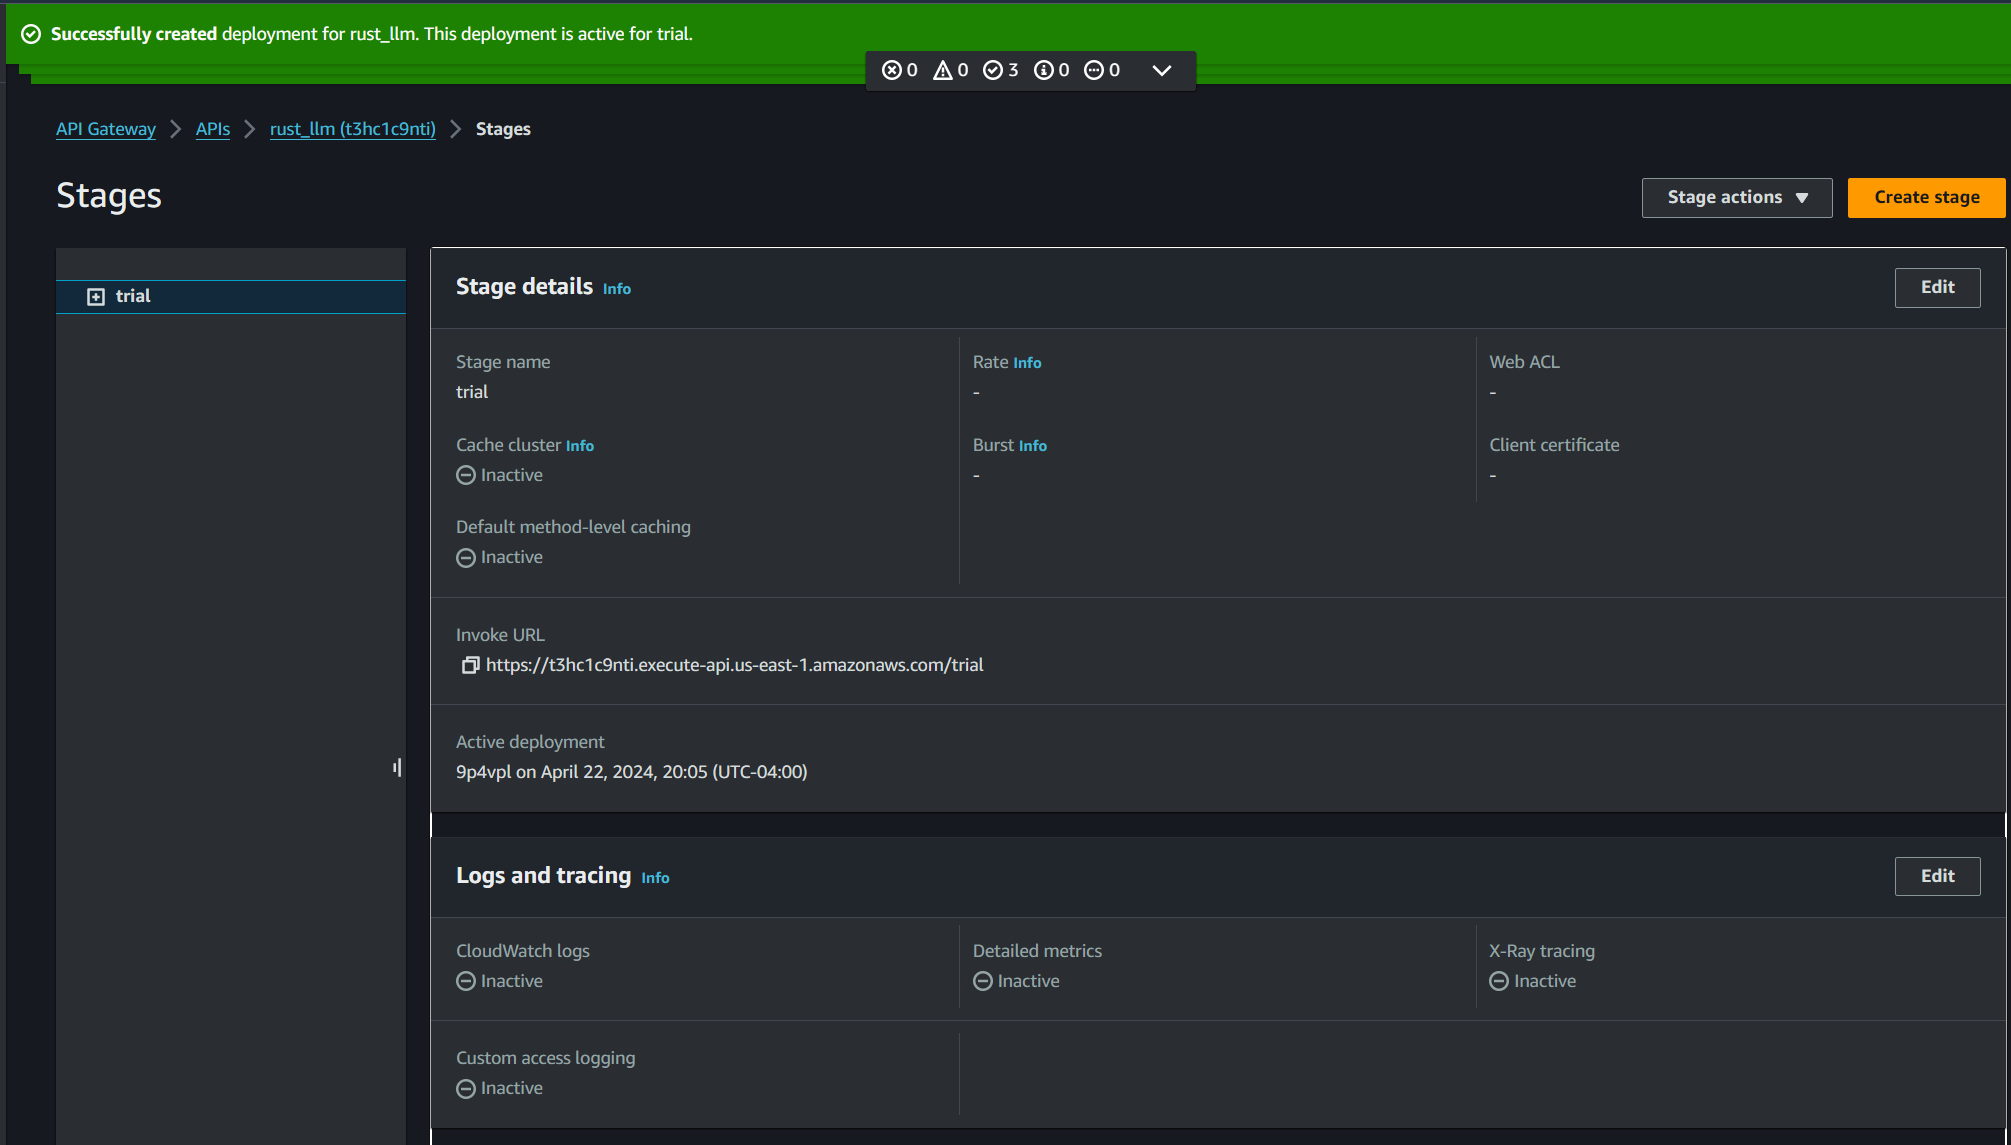 Successfully created deployment for rust_llm. This deployment is active for trial.
0 0 3 0 0
API Gateway APIs rust_llm (t3hc1c9nti) Stages
Stages
Stage actions
Create stage
trial
Stage details Info
Edit
Stage name
trial
Rate Info
-
Web ACL
-
Cache cluster Info
Inactive
Burst Info
-
Client certificate
-
Default method-level caching
Inactive
Invoke URL
https://t3hc1c9nti.execute-api.us-east-1.amazonaws.com/trial
Active deployment
9p4vpl on April 22, 2024, 20:05 (UTC-04:00)
Logs and tracing Info
Edit
CloudWatch logs
Inactive
Detailed metrics
Inactive
X-Ray tracing
Inactive
Custom access logging
Inactive